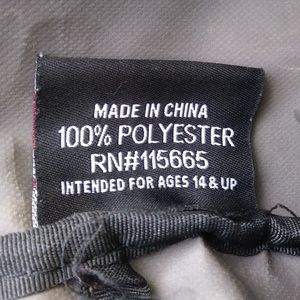 MADE IN CHINA
100% POLYESTER
RN#115665
INTENDED FOR AGES 14 & UP